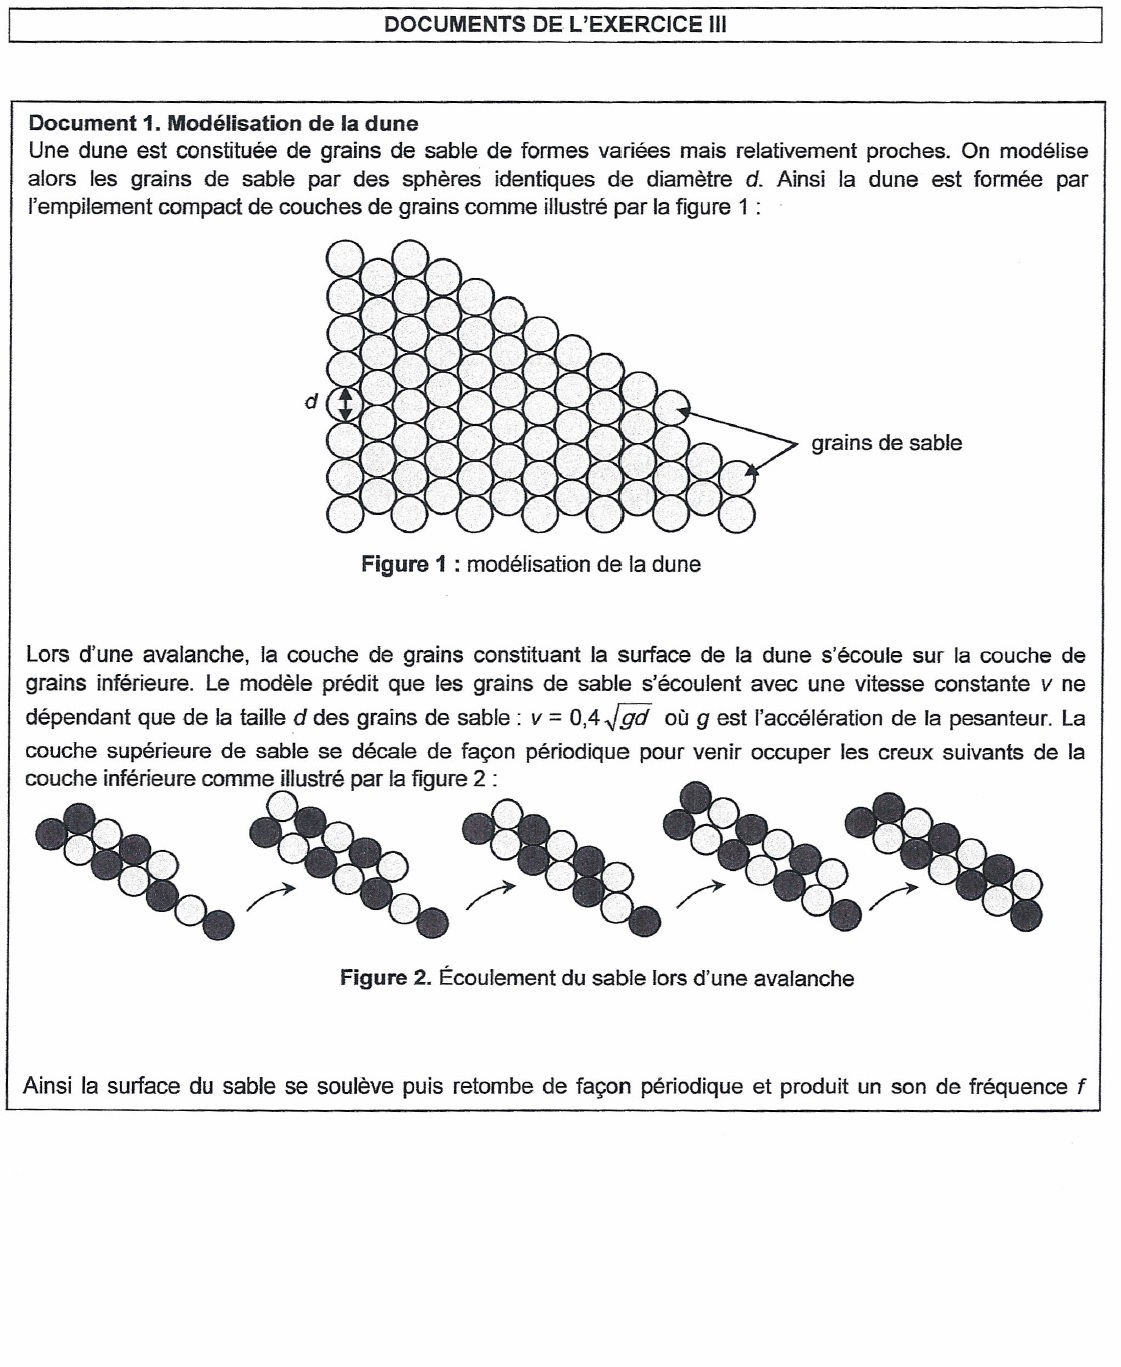 DOCUMENTS DE L'EXERCICE III
Document 1. Modélisation de la dune
Une dune est constituée de grains de sable de formes variées mais relativement proches. On modélise
alors les grains de sable par des sphères identiques de diamètre d. Ainsi la dune est formée par
l'empilement compact de couches de grains comme illustré par la figure 1 :
d
grains de sable
Figure 1 : modélisation de la dune
Lors d'une avalanche, la couche de grains constituant la surface de la dune s'écoule sur la couche de
grains inférieure. Le modèle prédit que les grains de sable s'écoulent avec une vitesse constante v ne
dépendant que de la taille d des grains de sable : v = 0,4√gd où g est l'accélération de la pesanteur. La
couche supérieure de sable se décale de façon périodique pour venir occuper les creux suivants de la
couche inférieure comme illustré par la figure 2 :
Figure 2. Écoulement du sable lors d'une avalanche
Ainsi la surface du sable se soulève puis retombe de façon périodique et produit un son de fréquence f